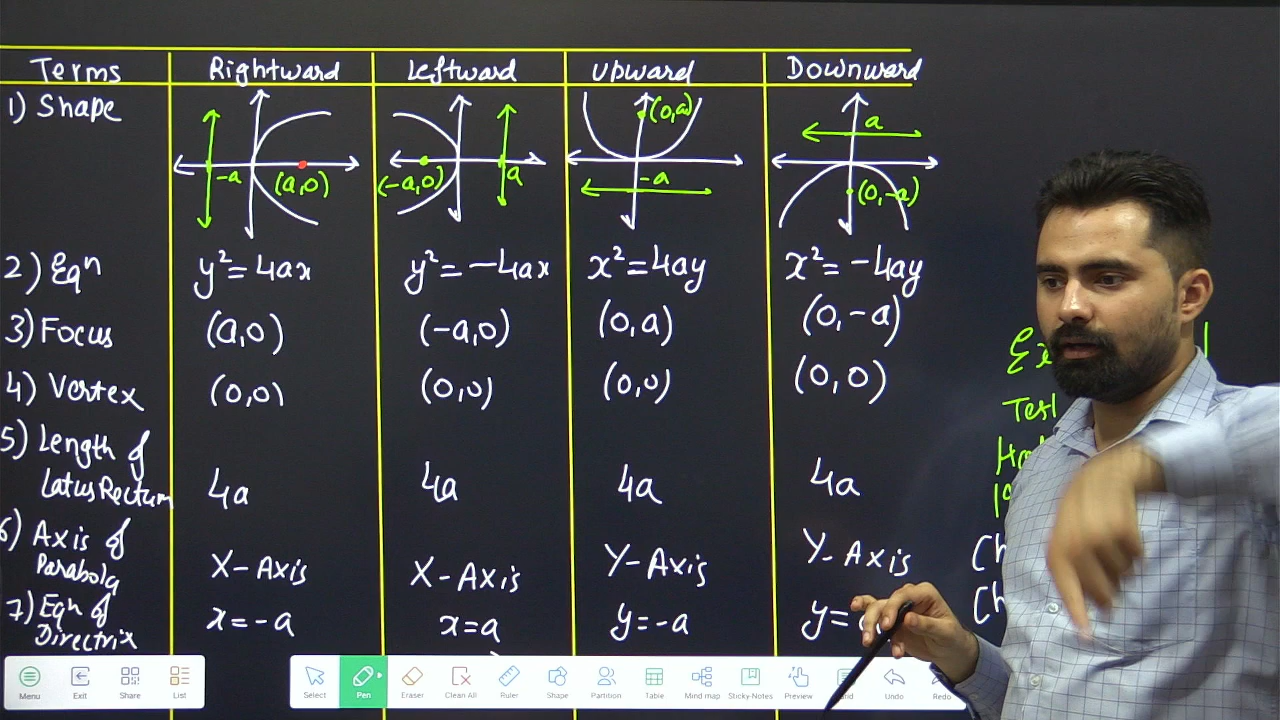 Terms Rightward Leftward Upward Downward
1) Shape
-a (a,0) (-a,0) a (0,a) -a a (0,-a)
2) Eqⁿ y²=4ax y²=-4ax x²=4ay x²=-4ay
3) Focus (a,0) (-a,0) (0,a) (0,-a)
4) Vertex (0,0) (0,0) (0,0) (0,0)
5) Length of
Latus Rectum 4a 4a 4a 4a
6) Axis of
Parabola X-Axis X-Axis Y-Axis Y-Axis
7) Eqⁿ of
Directrix x=-a x=a y=-a y=
Test
Menu Exit Share List Select Pen Eraser Clean All Ruler Shape Partition Table Mind map Sticky-Notes Preview Undo Redo